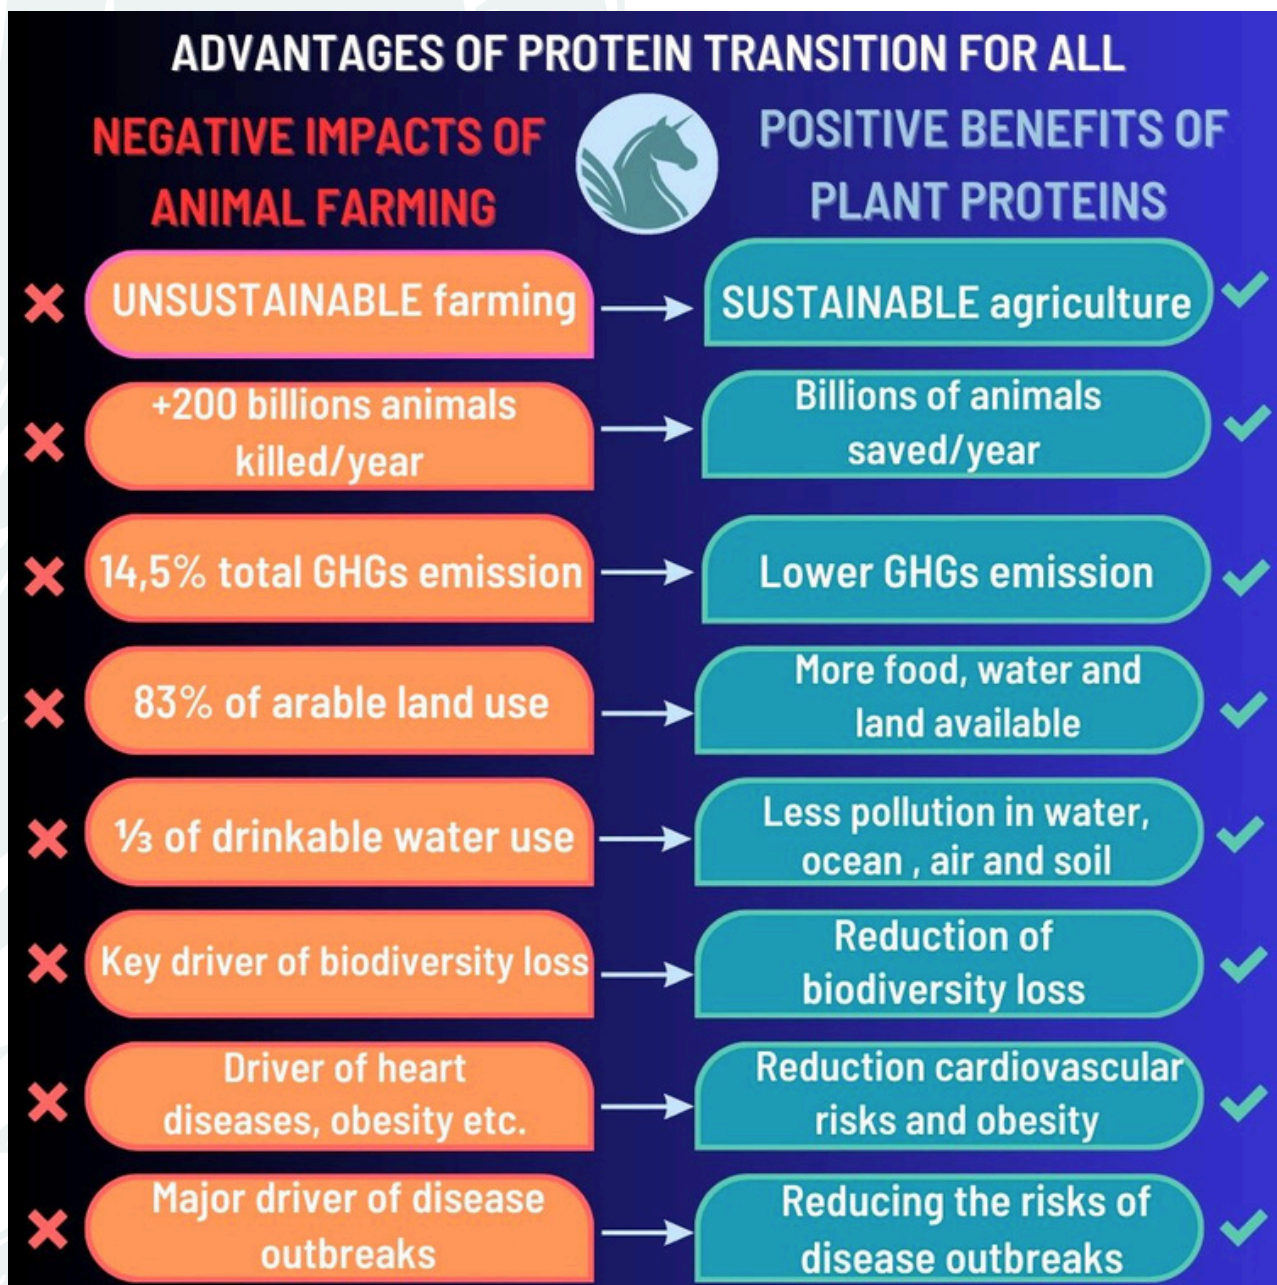 ADVANTAGES OF PROTEIN TRANSITION FOR ALL
NEGATIVE IMPACTS OF
ANIMAL FARMING
POSITIVE BENEFITS OF
PLANT PROTEINS
UNSUSTAINABLE farming
SUSTAINABLE agriculture
+200 billions animals
killed/year
Billions of animals
saved/year
14,5% total GHGs emission
Lower GHGs emission
83% of arable land use
More food, water and
land available
⅓ of drinkable water use
Less pollution in water,
ocean , air and soil
Key driver of biodiversity loss
Reduction of
biodiversity loss
Driver of heart
diseases, obesity etc.
Reduction cardiovascular
risks and obesity
Major driver of disease
outbreaks
Reducing the risks of
disease outbreaks